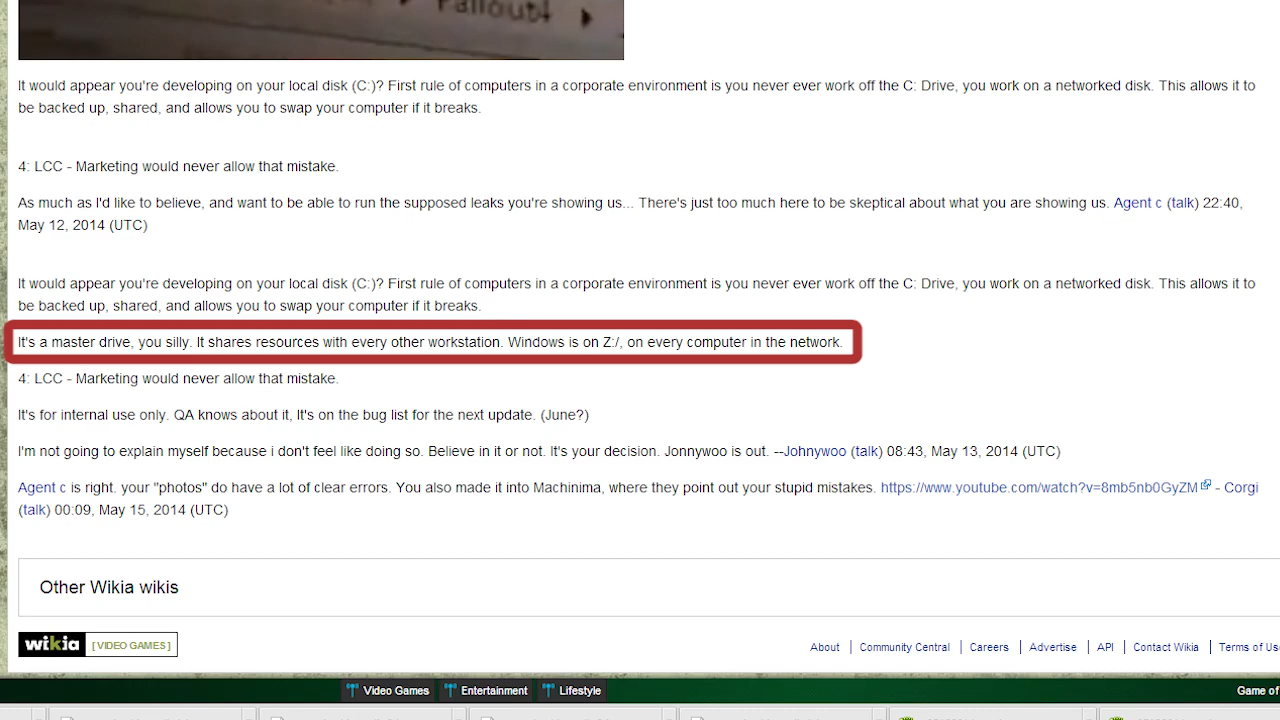 Fallout4
It would appear you're developing on your local disk (C:)? First rule of computers in a corporate environment is you never ever work off the C: Drive, you work on a networked disk. This allows it to
be backed up, shared, and allows you to swap your computer if it breaks.
4: LCC - Marketing would never allow that mistake.
As much as I'd like to believe, and want to be able to run the supposed leaks you're showing us... There's just too much here to be skeptical about what you are showing us. Agent c (talk) 22:40,
May 12, 2014 (UTC)
It would appear you're developing on your local disk (C:)? First rule of computers in a corporate environment is you never ever work off the C: Drive, you work on a networked disk. This allows it to
be backed up, shared, and allows you to swap your computer if it breaks.
It's a master drive, you silly. It shares resources with every other workstation. Windows is on Z:/, on every computer in the network.
4: LCC - Marketing would never allow that mistake.
It's for internal use only. QA knows about it, It's on the bug list for the next update. (June?)
I'm not going to explain myself because i don't feel like doing so. Believe in it or not. It's your decision. Jonnywoo is out. --Johnywoo (talk) 08:43, May 13, 2014 (UTC)
Agent c is right. your "photos" do have a lot of clear errors. You also made it into Machinima, where they point out your stupid mistakes. https://www.youtube.com/watch?v=8mb5nb0GyZM - Corgi
(talk) 00:09, May 15, 2014 (UTC)
Other Wikia wikis
wikia [VIDEO GAMES]
About Community Central Careers Advertise API Contact Wikia Terms of Us
Video Games Entertainment Lifestyle Game of